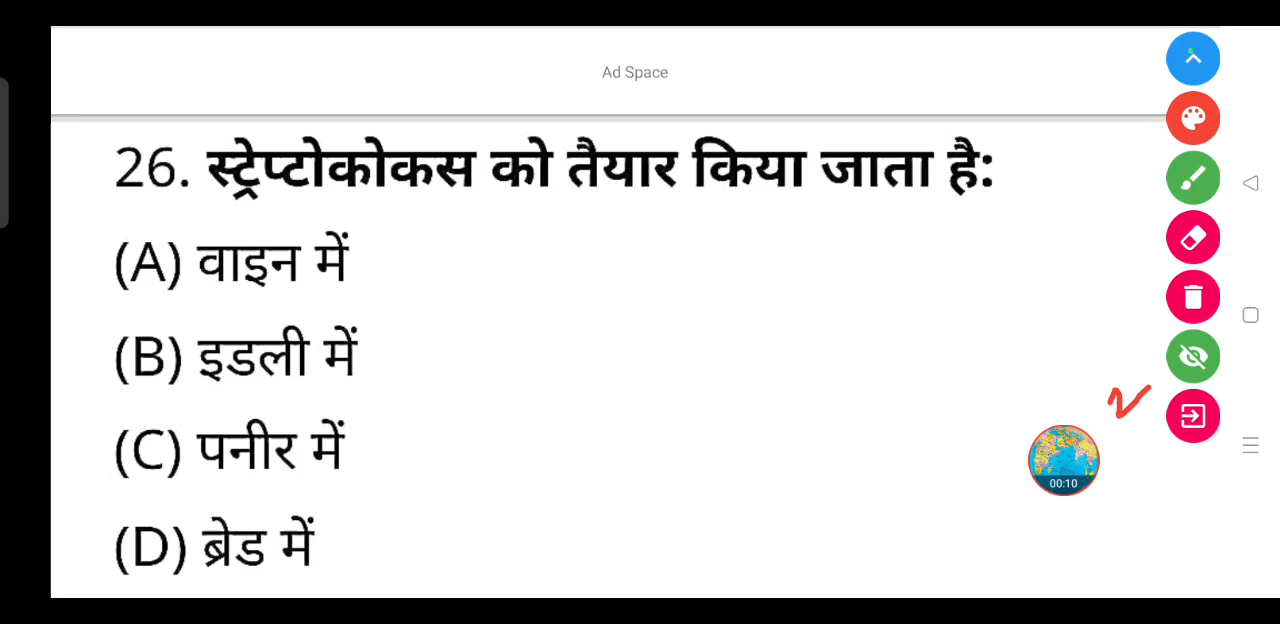 Ad Space
26. स्ट्रेप्टोकोकस को तैयार किया जाता है:
(A) वाइन में
(B) इडली में
(C) पनीर में
00:10
(D) ब्रेड में